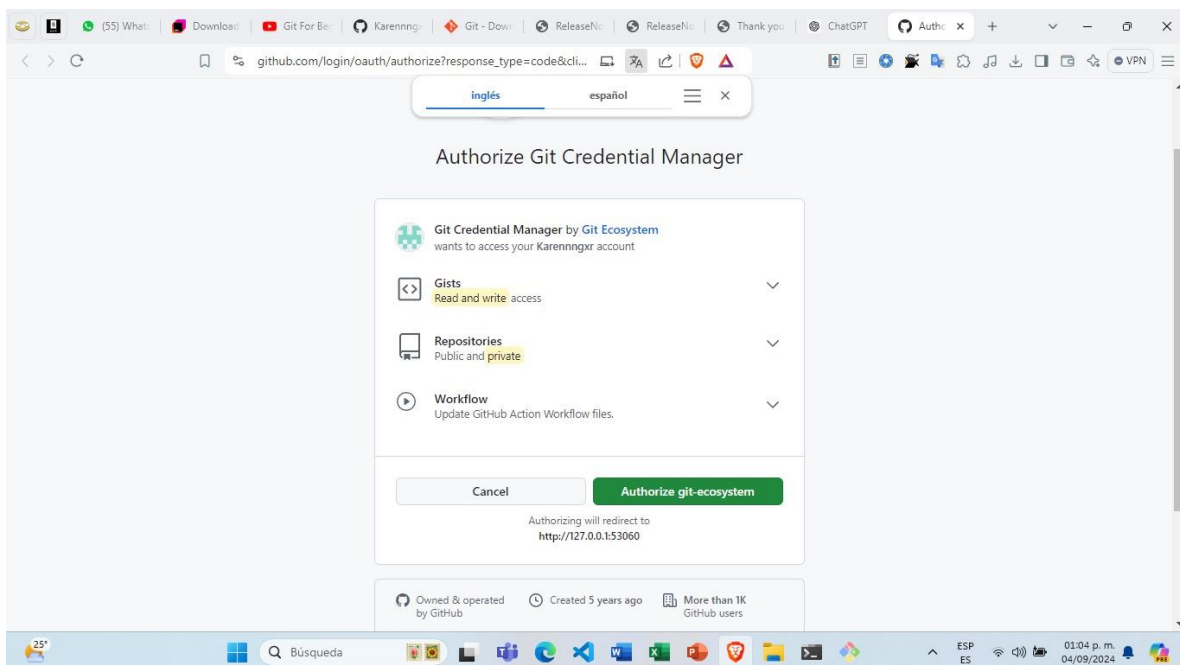 (55) What
Download
Git For Be
Karennng
Git - Down
ReleaseNo
ReleaseNo
Thank you
ChatGPT
Autho
github.com/login/oauth/authorize?response_type=code&cli...
VPN
inglés
español
Authorize Git Credential Manager
Git Credential Manager by Git Ecosystem
wants to access your Karennngxr account
Gists
Read and write access
Repositories
Public and private
Workflow
Update GitHub Action Workflow files.
Cancel
Authorize git-ecosystem
Authorizing will redirect to
http://127.0.0.1:53060
Owned & operated
by GitHub
Created 5 years ago
More than 1K
GitHub users
25°
Búsqueda
ESP
ES
01:04 p. m.
04/09/2024
PRE